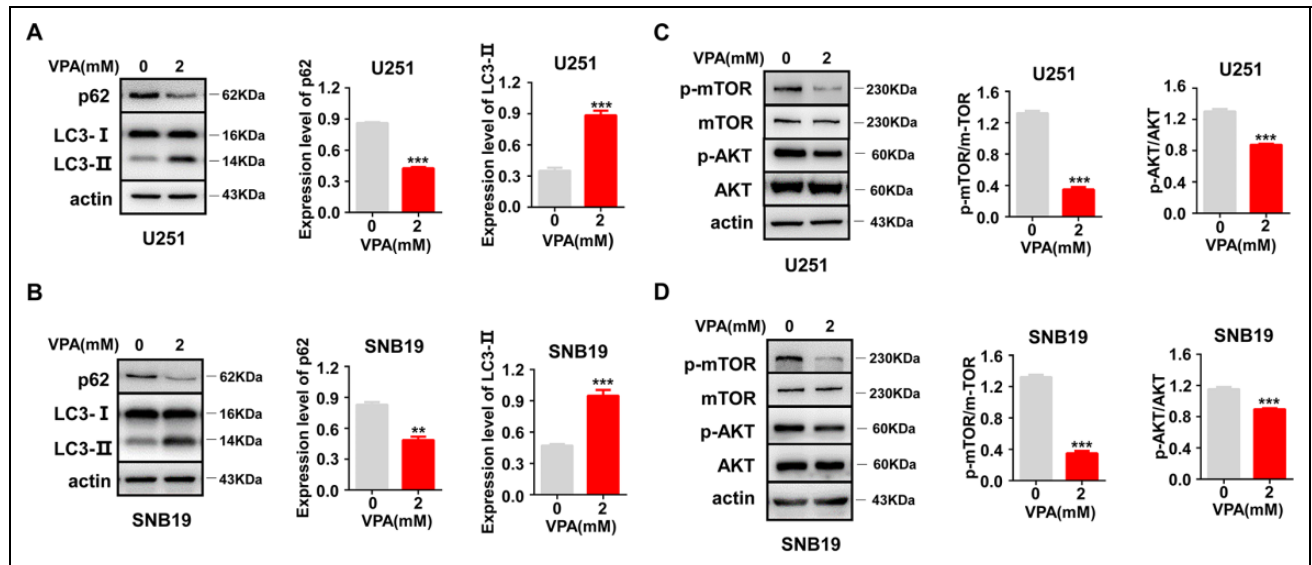 A
VPA(mM) 0 2
p62 62KDa
LC3-Ⅰ 16KDa
LC3-Ⅱ 14KDa
actin 43KDa
U251
U251
Expression level of p62
0.0
0.3
0.6
0.9
1.2
***
0 2
VPA(mM)
U251
Expression level of LC3-Ⅱ
0.0
0.3
0.6
0.9
1.2
***
0 2
VPA(mM)
B
VPA(mM) 0 2
p62 62KDa
LC3-Ⅰ 16KDa
LC3-Ⅱ 14KDa
actin 43KDa
SNB19
SNB19
Expression level of p62
0.0
0.3
0.6
0.9
1.2
**
0 2
VPA(mM)
SNB19
Expression level of LC3-Ⅱ
0.0
0.3
0.6
0.9
1.2
***
0 2
VPA(mM)
C
VPA(mM) 0 2
p-mTOR 230KDa
mTOR 230KDa
p-AKT 60KDa
AKT 60KDa
actin 43KDa
U251
U251
p-mTOR/m-TOR
0.0
0.4
0.8
1.2
1.6
***
0 2
VPA(mM)
U251
p-AKT/AKT
0.0
0.4
0.8
1.2
1.6
***
0 2
VPA(mM)
D
VPA(mM) 0 2
p-mTOR 230KDa
mTOR 230KDa
p-AKT 60KDa
AKT 60KDa
actin 43KDa
SNB19
SNB19
p-mTOR/m-TOR
0.0
0.4
0.8
1.2
1.6
***
0 2
VPA(mM)
SNB19
p-AKT/AKT
0.0
0.4
0.8
1.2
1.6
***
0 2
VPA(mM)